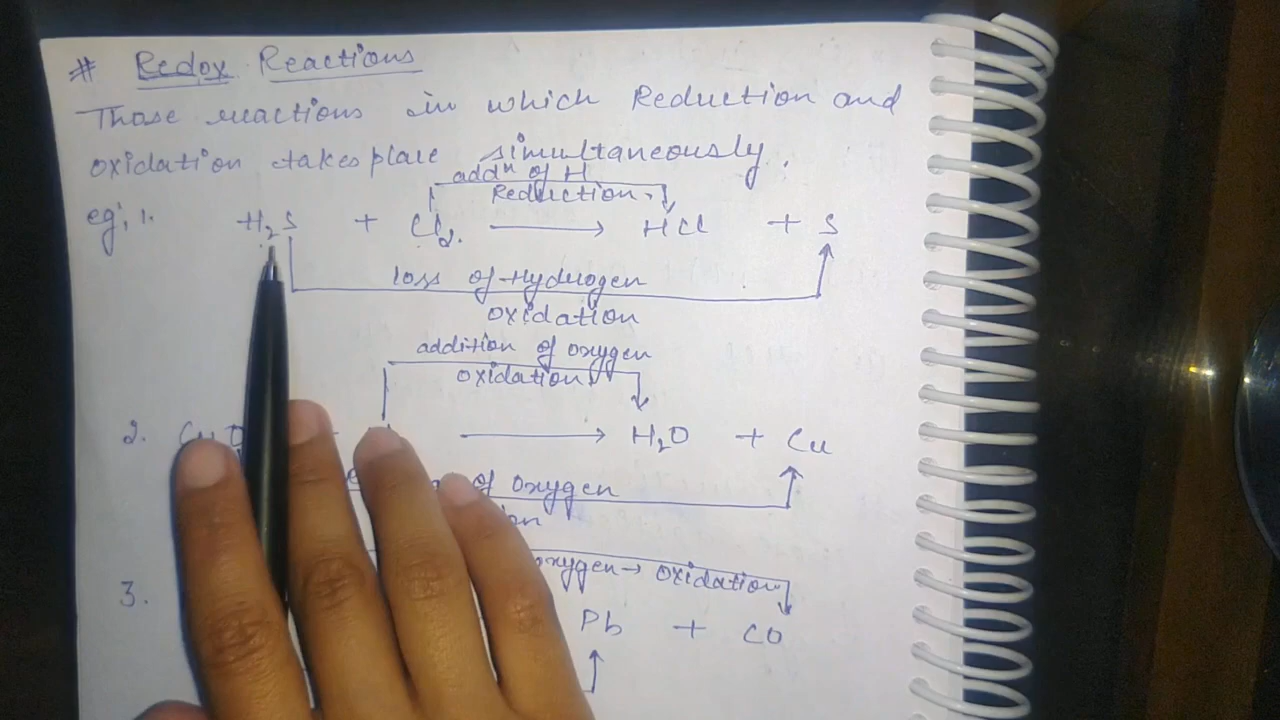 # Redox Reactions
Those reactions in which Reduction and
oxidation takes place simultaneously.
addⁿ of H
Reduction.
eg; 1. H₂S + Cl₂. ⟶ HCl + S
loss of Hydrogen
oxidation
addition of oxygen
oxidation
2. CuO ⟶ H₂O + Cu
of oxygen
oxygen → oxidation
3. Pb + CO